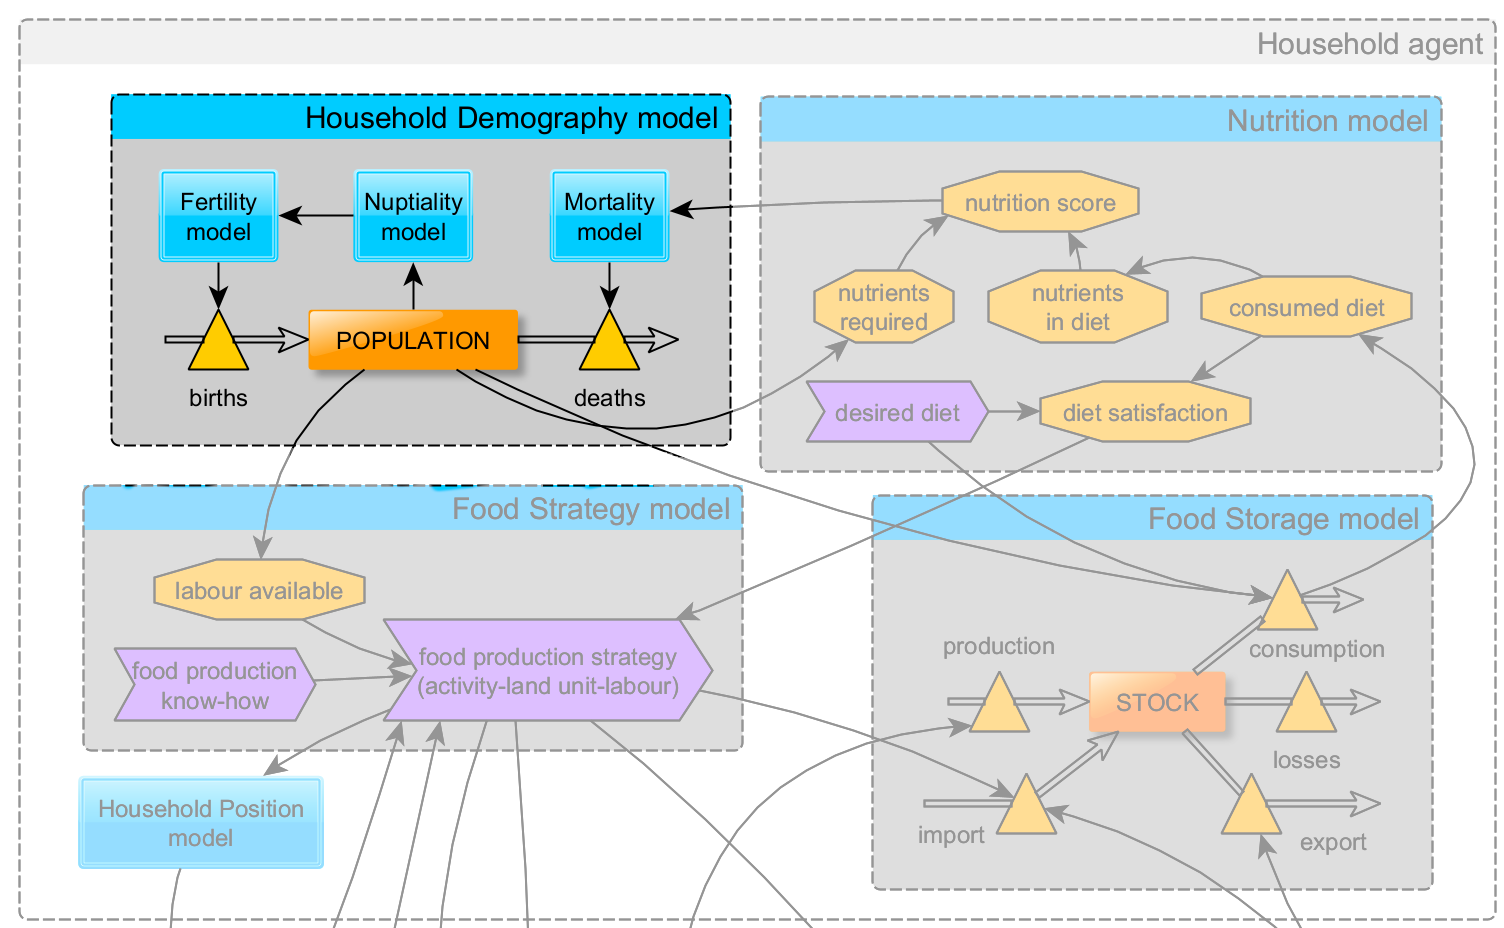 Household agent
Household Demography model
Fertility
model
Nuptiality
model
Mortality
model
POPULATION
births
deaths
Nutrition model
nutrition score
nutrients
required
nutrients
in diet
consumed diet
desired diet
diet satisfaction
Food Strategy model
labour available
food production
know-how
food production strategy
(activity-land unit-labour)
Household Position
model
Food Storage model
production
consumption
STOCK
losses
import
export